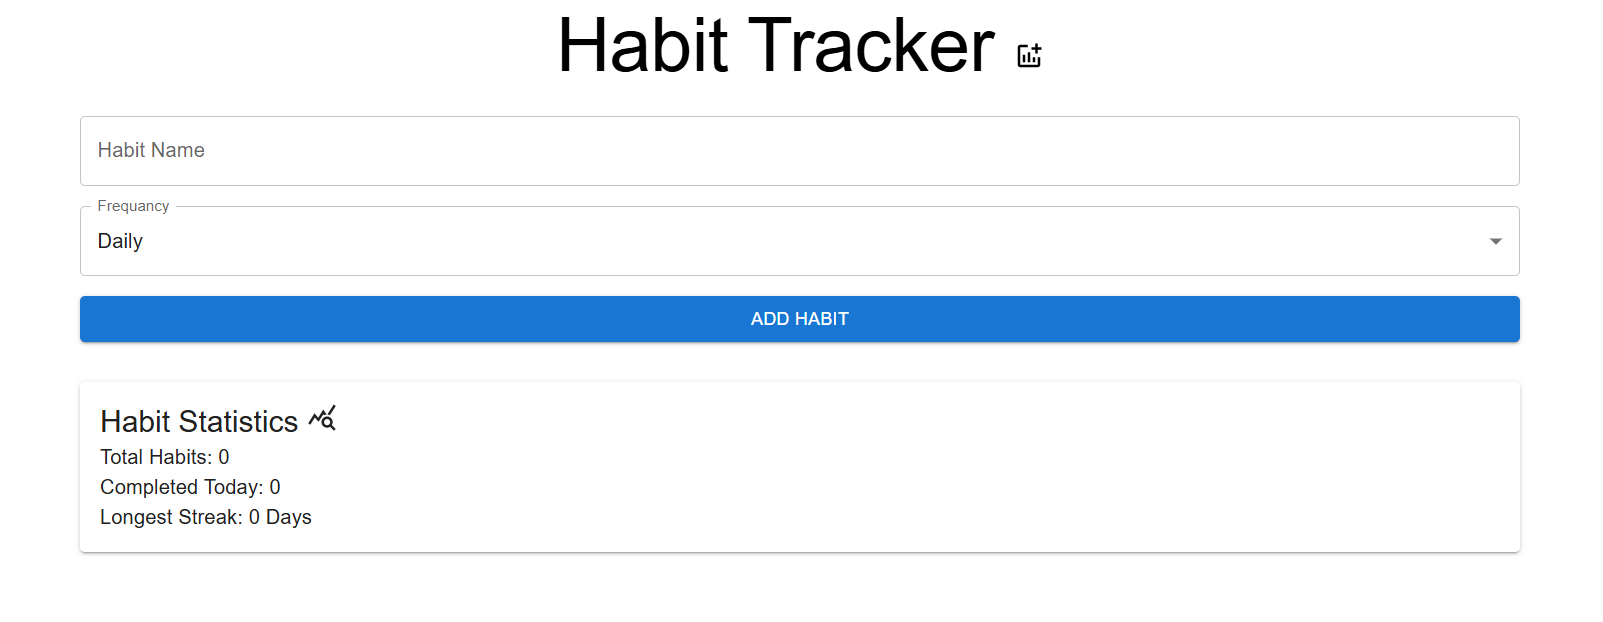 Habit Tracker
Habit Name
Frequancy
Daily
ADD HABIT
Habit Statistics
Total Habits: 0
Completed Today: 0
Longest Streak: 0 Days